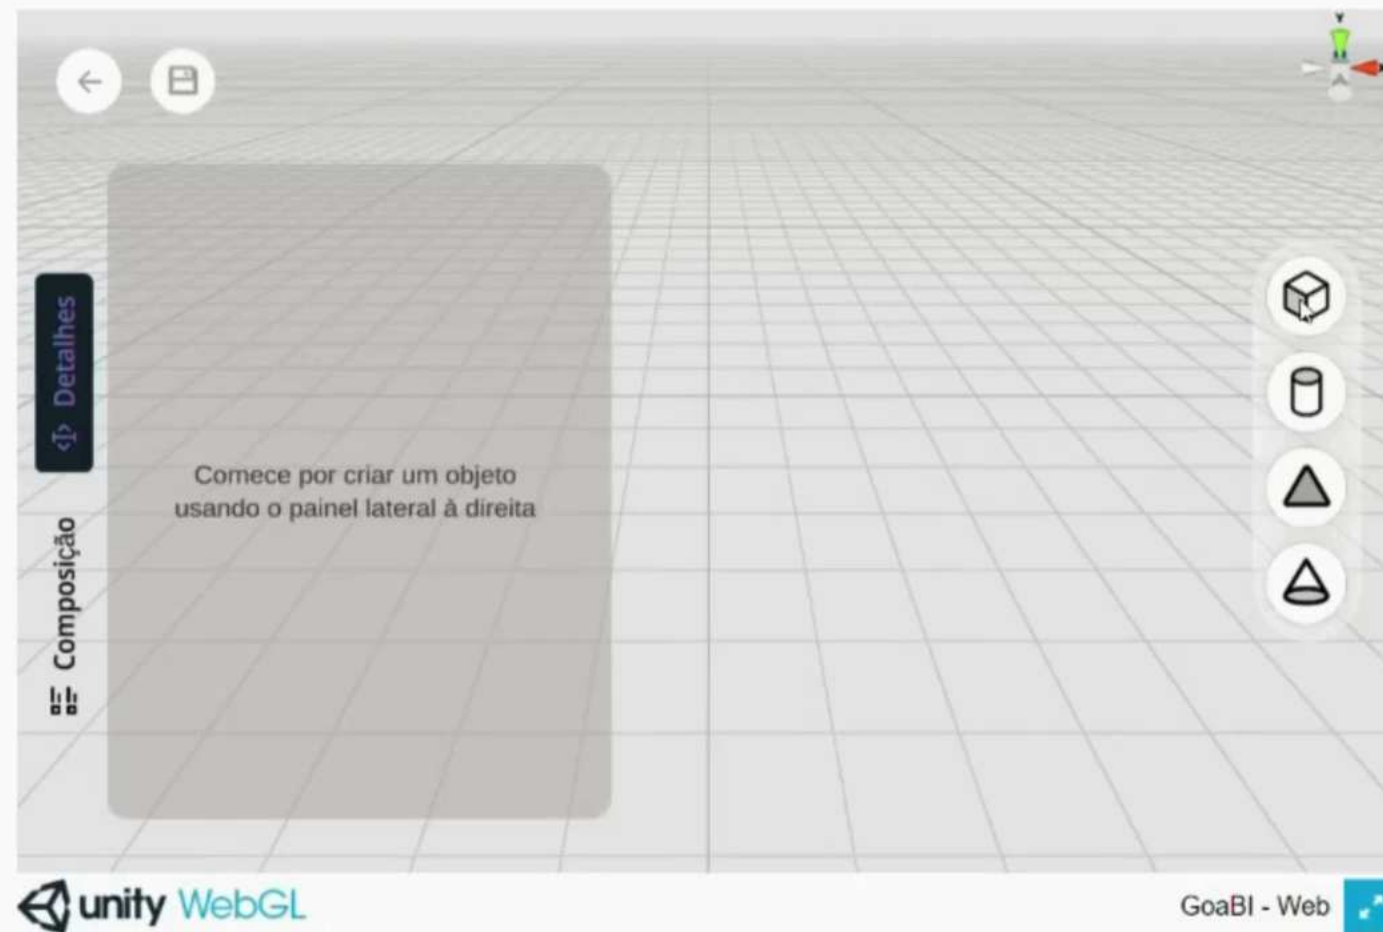 Y
Detalhes
Comece por criar um objeto
usando o painel lateral à direita
Composição
unity WebGL
GoaBI - Web